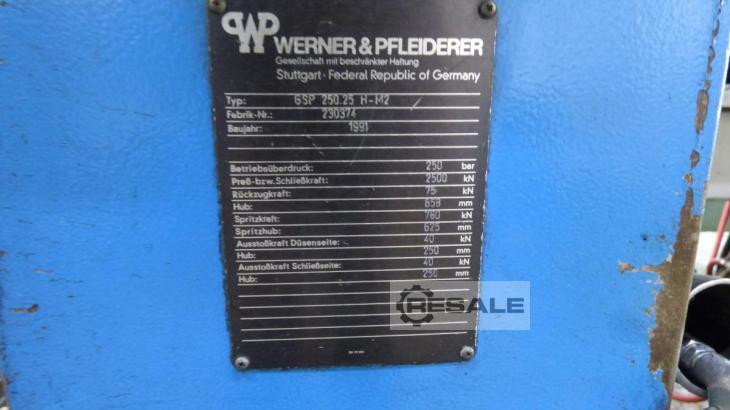 WP WERNER & PFLEIDERER
Gesellschaft mit beschränkter Haftung
Stuttgart · Federal Republic of Germany
Typ: GSP 250.25 H-M2
Fabrik-Nr.: 230374
Baujahr: 1991
Betriebsüberdruck: 250 bar
Preß-bzw. Schließkraft: 2500 kN
Rückzugkraft: 75 kN
Hub: 659 mm
Spritzkraft: 780 kN
Spritzhub: 625 mm
Ausstoßkraft Düsenseite: 40 kN
Hub: 250 mm
Ausstoßkraft Schließseite: 40 kN
Hub: 250 mm
RESALE